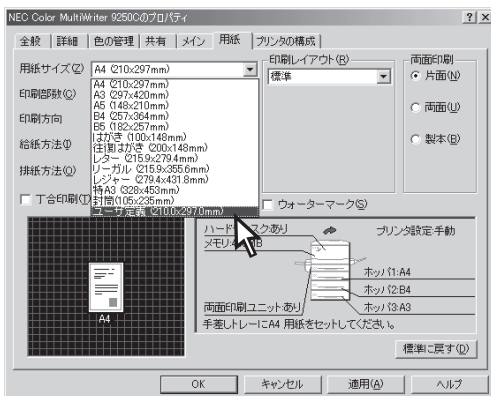 NEC Color MultiWriter 9250Cのプロパティ
全般 詳細 色の管理 共有 メイン 用紙 プリンタの構成
用紙サイズ(Z) A4 (210x297mm)
A4 (210x297mm)
A3 (297x420mm)
A5 (148x210mm)
B4 (257x364mm)
B5 (182x257mm)
はがき (100x148mm)
往復はがき (200x148mm)
レター (215.9x279.4mm)
リーガル (215.9x355.6mm)
レジャー (279.4x431.8mm)
特A3 (328x453mm)
封筒(105x235mm)
ユーザ定義 (210.0x297.0mm)
印刷部数(C)
印刷方向
給紙方法(I)
排紙方法(O)
丁合印刷(T)
印刷レイアウト(R)
標準
ウォーターマーク(S)
両面印刷
片面(N)
両面(U)
製本(B)
A4
ハードディスクあり
メモリ:4 MB
プリンタ設定:手動
ホッパ1:A4
ホッパ2:B4
ホッパ3:A3
両面印刷ユニット:あり
手差しトレーにA4 用紙をセットしてください。
標準に戻す(D)
OK キャンセル 適用(A) ヘルプ